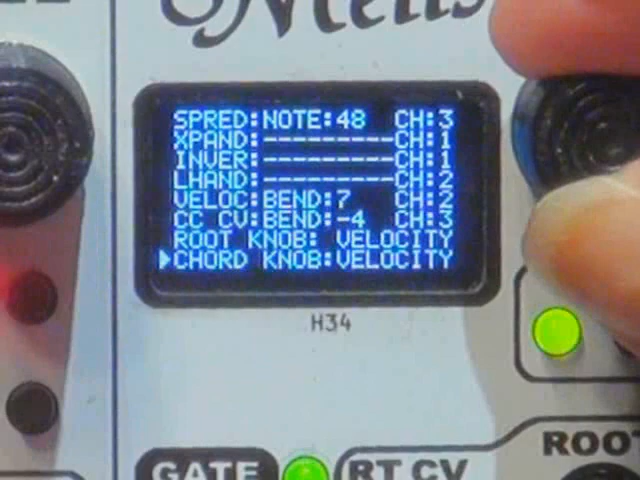 SPRED:NOTE:48 CH:3
XPAND:---------CH:1
INVER:---------CH:1
LHAND:---------CH:2
VELOC:BEND:7 CH:2
CC CV:BEND:-4 CH:3
ROOT KNOB: VELOCITY
▶CHORD KNOB:VELOCITY
H34
ROOT
GATE
RT CV